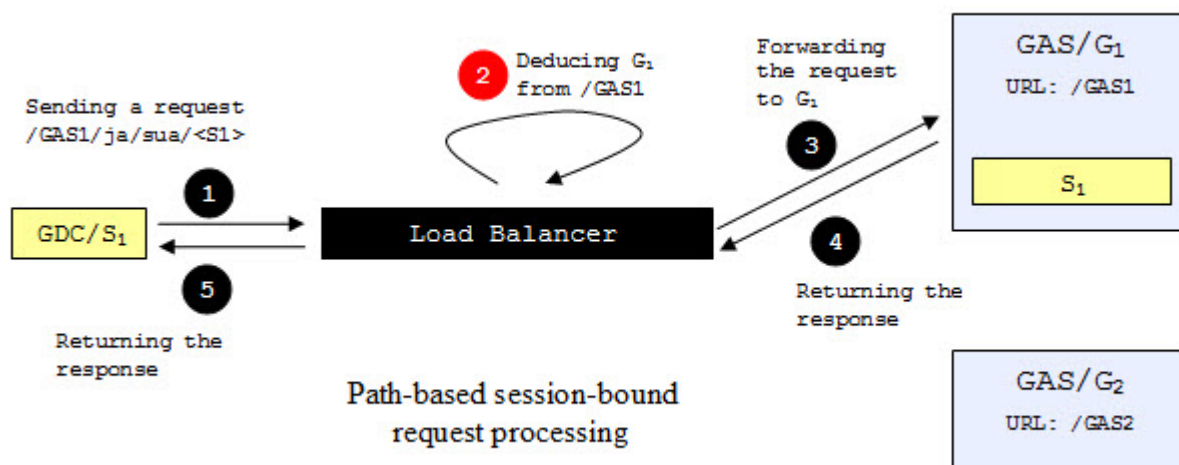 Sending a request
/GAS1/ja/sua/<S1>
1
GDC/S₁
5
Returning the
response
2
Deducing G₁
from /GAS1
Load Balancer
Forwarding
the request
to G₁
3
4
Returning the
response
GAS/G₁
URL: /GAS1
S₁
GAS/G₂
URL: /GAS2
Path-based session-bound
request processing